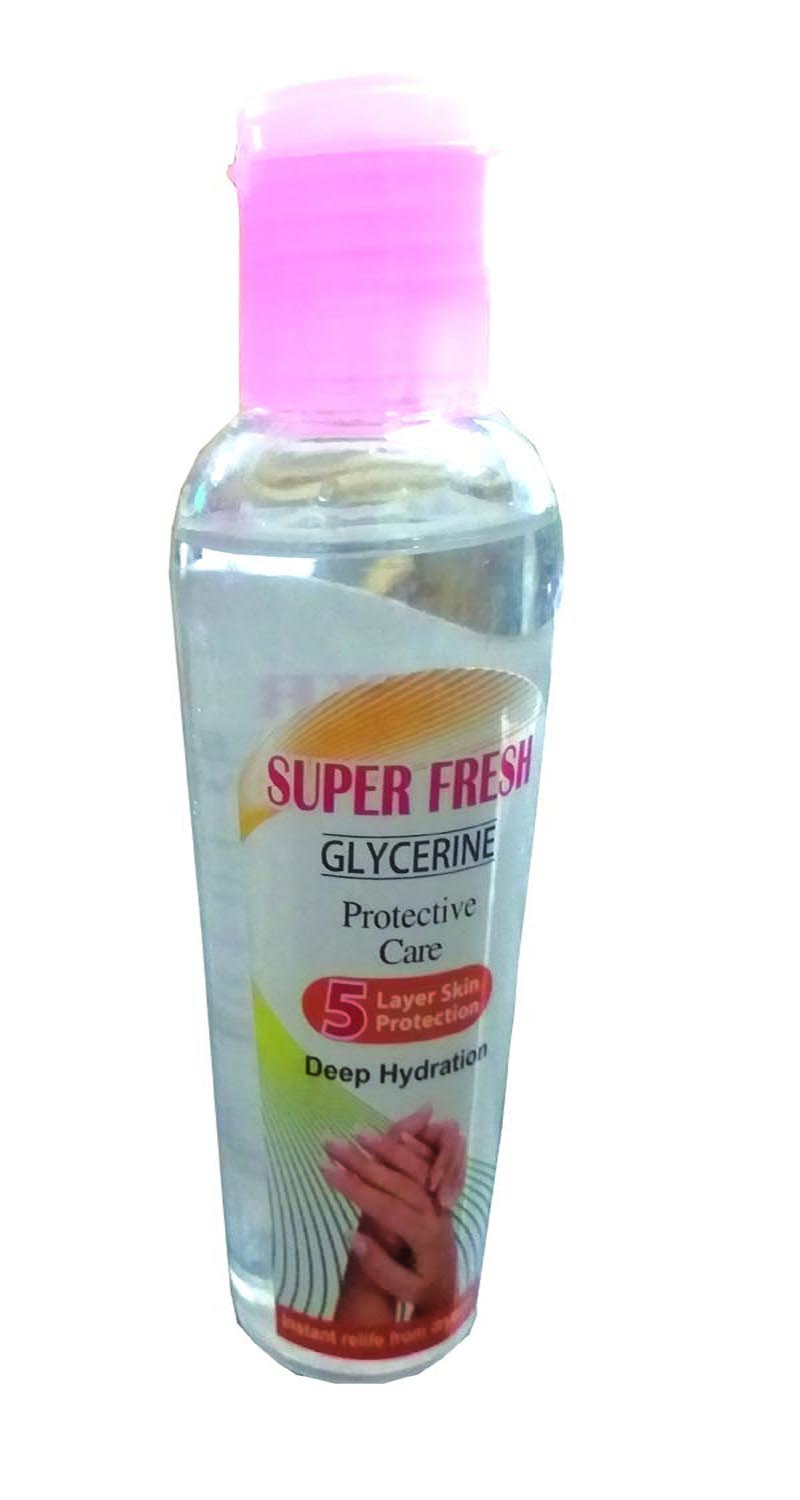 SUPER FRESH
GLYCERINE
Protective
Care
5 Layer Skin
Protection
Deep Hydration
Instant relife from